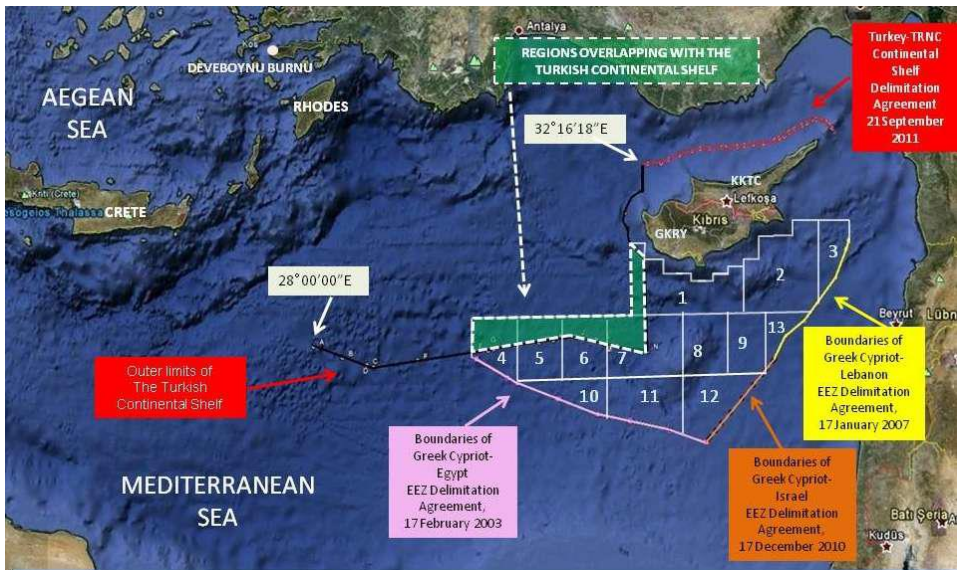 Antalya
Kos
DEVEBOYNU BURNU
REGIONS OVERLAPPING WITH THE
TURKISH CONTINENTAL SHELF
Turkey-TRNC
Continental
Shelf
Delimitation
Agreement
21 September
2011
AEGEAN
SEA
RHODES
32°16'18"E
KKTC
Lefkoşa
Kıbrıs
GKRY
Kriti (Crete)
CRETE
28°00'00"E
3
2
1
Beyrut
Lübn
13
4
5
6
7
8
9
10
11
12
A
B
C
D
E
N
Outer limits of
The Turkish
Continental Shelf
Boundaries of
Greek Cypriot-
Lebanon
EEZ Delimitation
Agreement,
17 January 2007
Boundaries of
Greek Cypriot-
Egypt
EEZ Delimitation
Agreement,
17 February 2003
Boundaries of
Greek Cypriot-
Israel
EEZ Delimitation
Agreement,
17 December 2010
MEDITERRANEAN
SEA
Batı Şeria
Kudüs